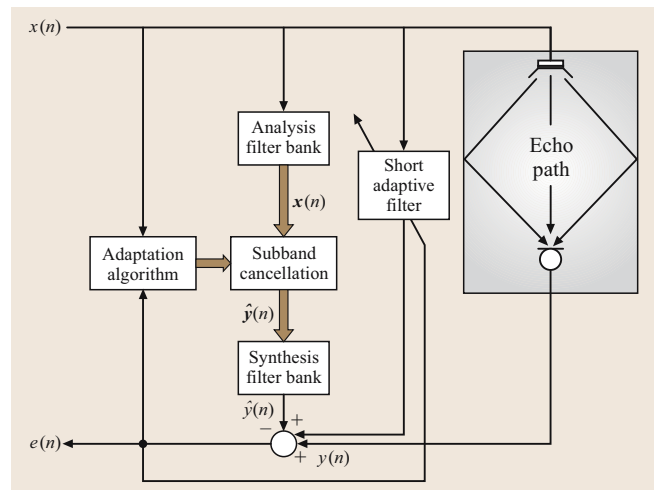 x(n)
Analysis
filter bank
Short
adaptive
filter
Echo
path
x(n)
Adaptation
algorithm
Subband
cancellation
ŷ(n)
Synthesis
filter bank
ŷ(n)
− +
e(n)
+ y(n)